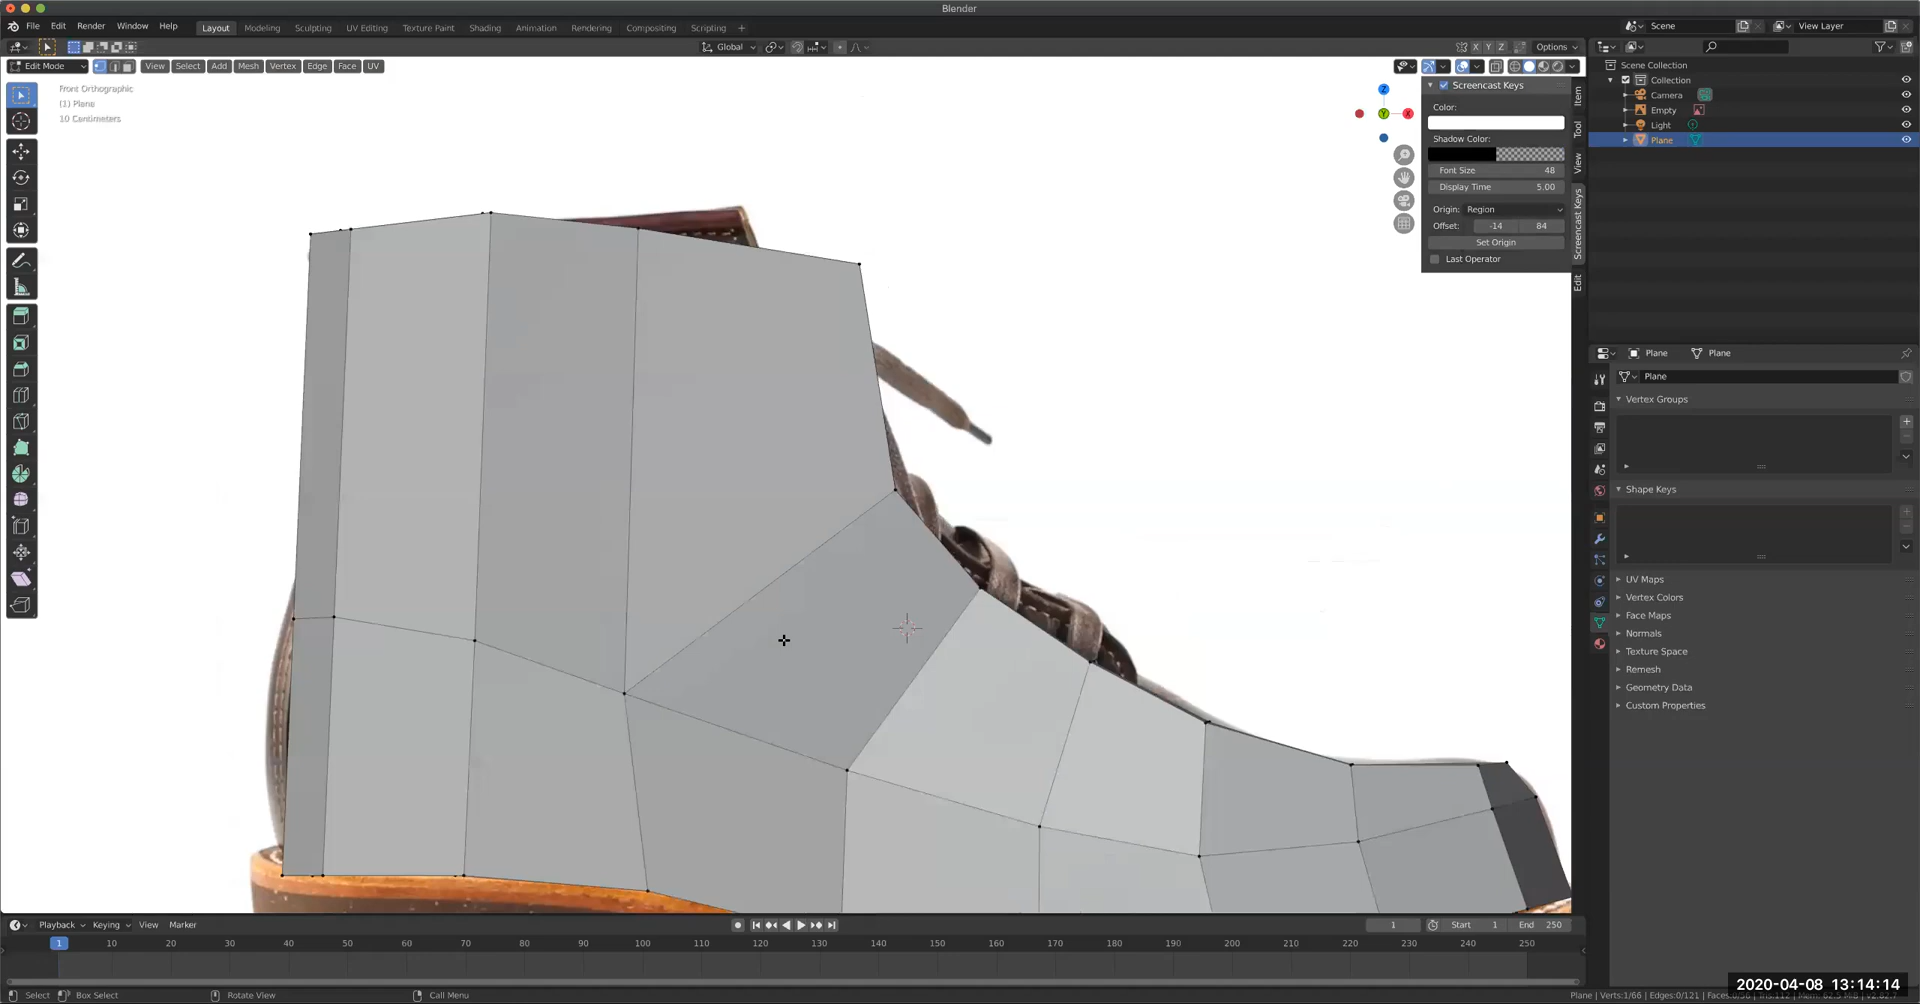 Blender
File Edit Render Window Help
Layout Modeling Sculpting UV Editing Texture Paint Shading Animation Rendering Compositing Scripting +
Scene
View Layer
Global
X Y Z
Options
Edit Mode
View Select Add Mesh Vertex Edge Face UV
Front Orthographic
(1) Plane
10 Centimeters
Z
Y
X
Screencast Keys
Color:
Shadow Color:
Font Size 48
Display Time 5.00
Origin: Region
Offset: -14 84
Set Origin
Last Operator
Item
Tool
View
Screencast Keys
Edit
Scene Collection
Collection
Camera
Empty
Light
Plane
Plane Plane
Plane
Vertex Groups
Shape Keys
UV Maps
Vertex Colors
Face Maps
Normals
Texture Space
Remesh
Geometry Data
Custom Properties
Playback Keying View Marker
1
Start 1
End 250
1 10 20 30 40 50 60 70 80 90 100 110 120 130 140 150 160 170 180 190 200 210 220 230 240 250
Select Box Select Rotate View Call Menu
Plane | Verts:1/66 | Edges:0/121 |
2020-04-08 13:14:14